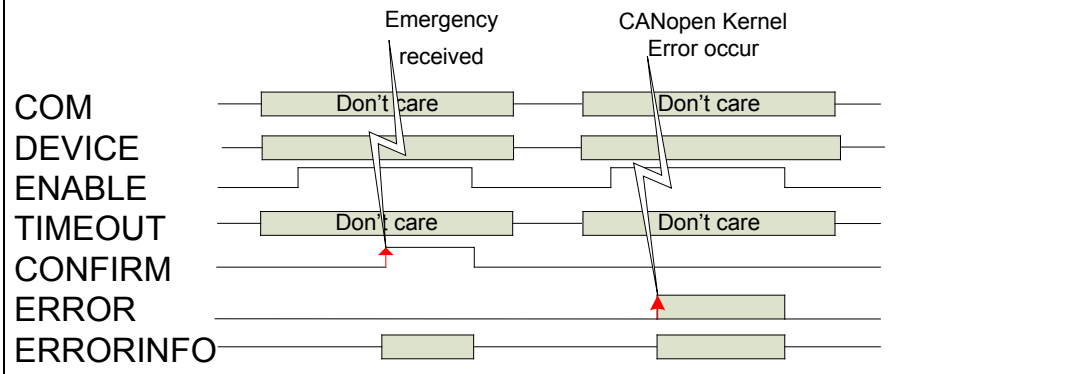 Emergency
received
CANopen Kernel
Error occur
COM
Don't care
Don't care
DEVICE
ENABLE
TIMEOUT
Don't care
Don't care
CONFIRM
ERROR
ERRORINFO